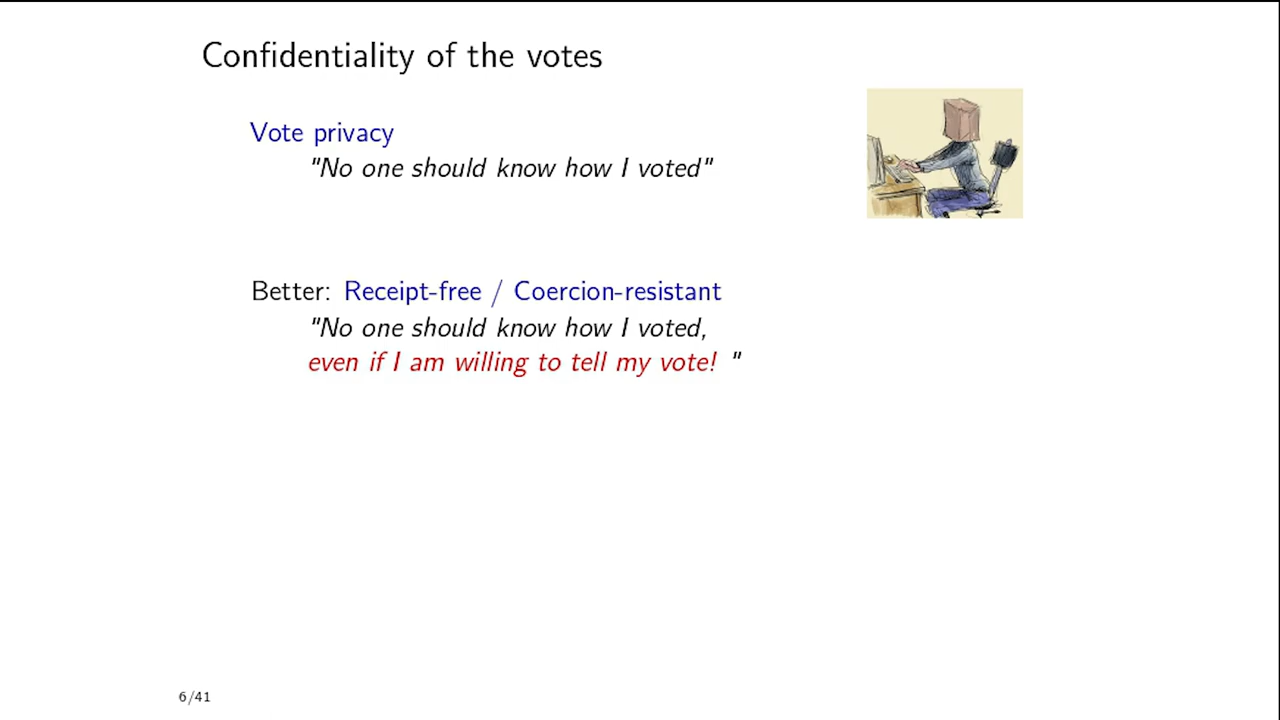 Confidentiality of the votes
Vote privacy
"No one should know how I voted"
Better: Receipt-free / Coercion-resistant
"No one should know how I voted,
even if I am willing to tell my vote! "
6/41